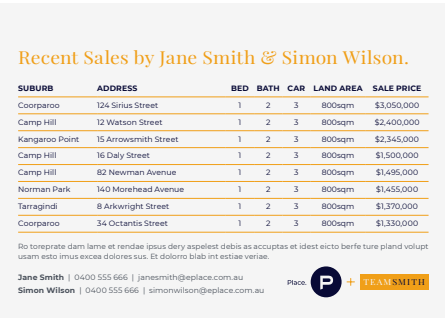 Recent Sales by Jane Smith & Simon Wilson.
SUBURB ADDRESS BED BATH CAR LAND AREA SALE PRICE
Coorparoo 124 Sirius Street 1 2 3 800sqm $3,050,000
Camp Hill 12 Watson Street 1 2 3 800sqm $2,400,000
Kangaroo Point 15 Arrowsmith Street 1 2 3 800sqm $2,345,000
Camp Hill 16 Daly Street 1 2 3 800sqm $1,500,000
Camp Hill 82 Newman Avenue 1 2 3 800sqm $1,495,000
Norman Park 140 Morehead Avenue 1 2 3 800sqm $1,455,000
Tarragindi 8 Arkwright Street 1 2 3 800sqm $1,370,000
Coorparoo 34 Octantis Street 1 2 3 800sqm $1,330,000
Ro toreprate dam lame et rendae ipsus dery aspelest debis as accuptas et idest eicto berfe ture pland volupt
usam esto imus excea dolores sus. Et dolorro blab int estiae veriae.
Jane Smith | 0400 555 666 | janesmith@eplace.com.au
Simon Wilson | 0400 555 666 | simonwilson@eplace.com.au
Place. P + TEAMSMITH